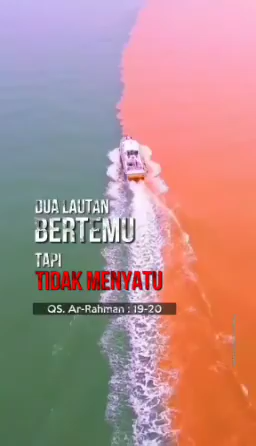 DUA LAUTAN
BERTEMU
TAPI
TIDAK MENYATU
QS. Ar-Rahman : 19-20